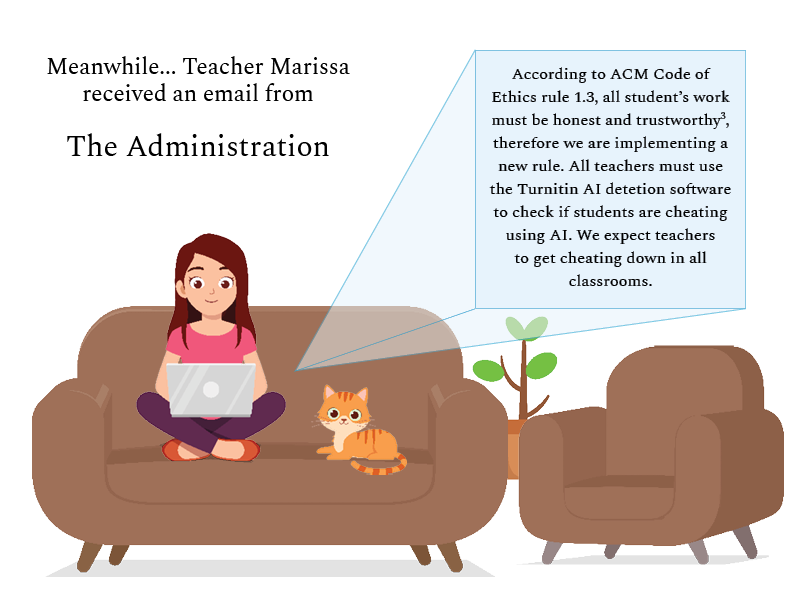 Meanwhile... Teacher Marissa
received an email from
The Administration
According to ACM Code of
Ethics rule 1.3, all student's work
must be honest and trustworthy³,
therefore we are implementing a
new rule. All teachers must use
the Turnitin AI detetion software
to check if students are cheating
using AI. We expect teachers
to get cheating down in all
classrooms.